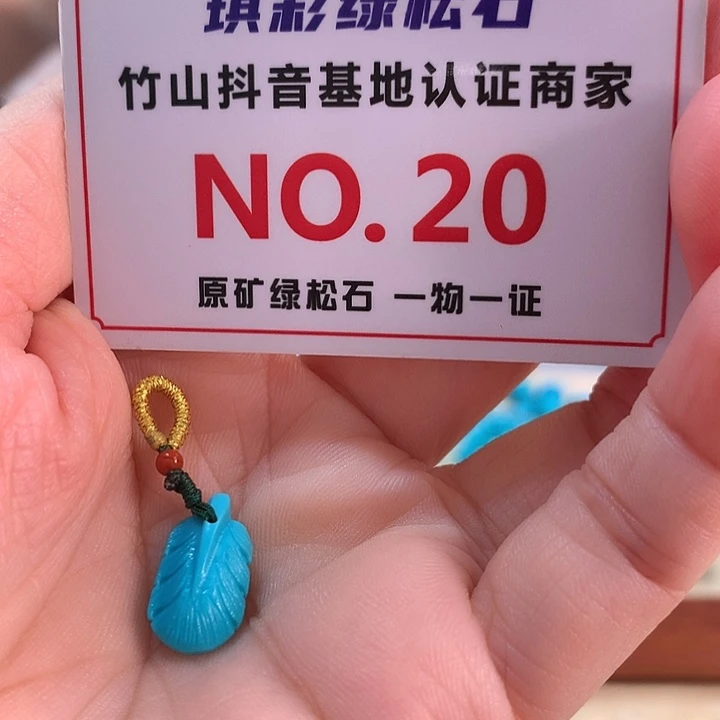 琪彩绿松石
竹山抖音基地认证商家
NO.20
原矿绿松石 一物一证